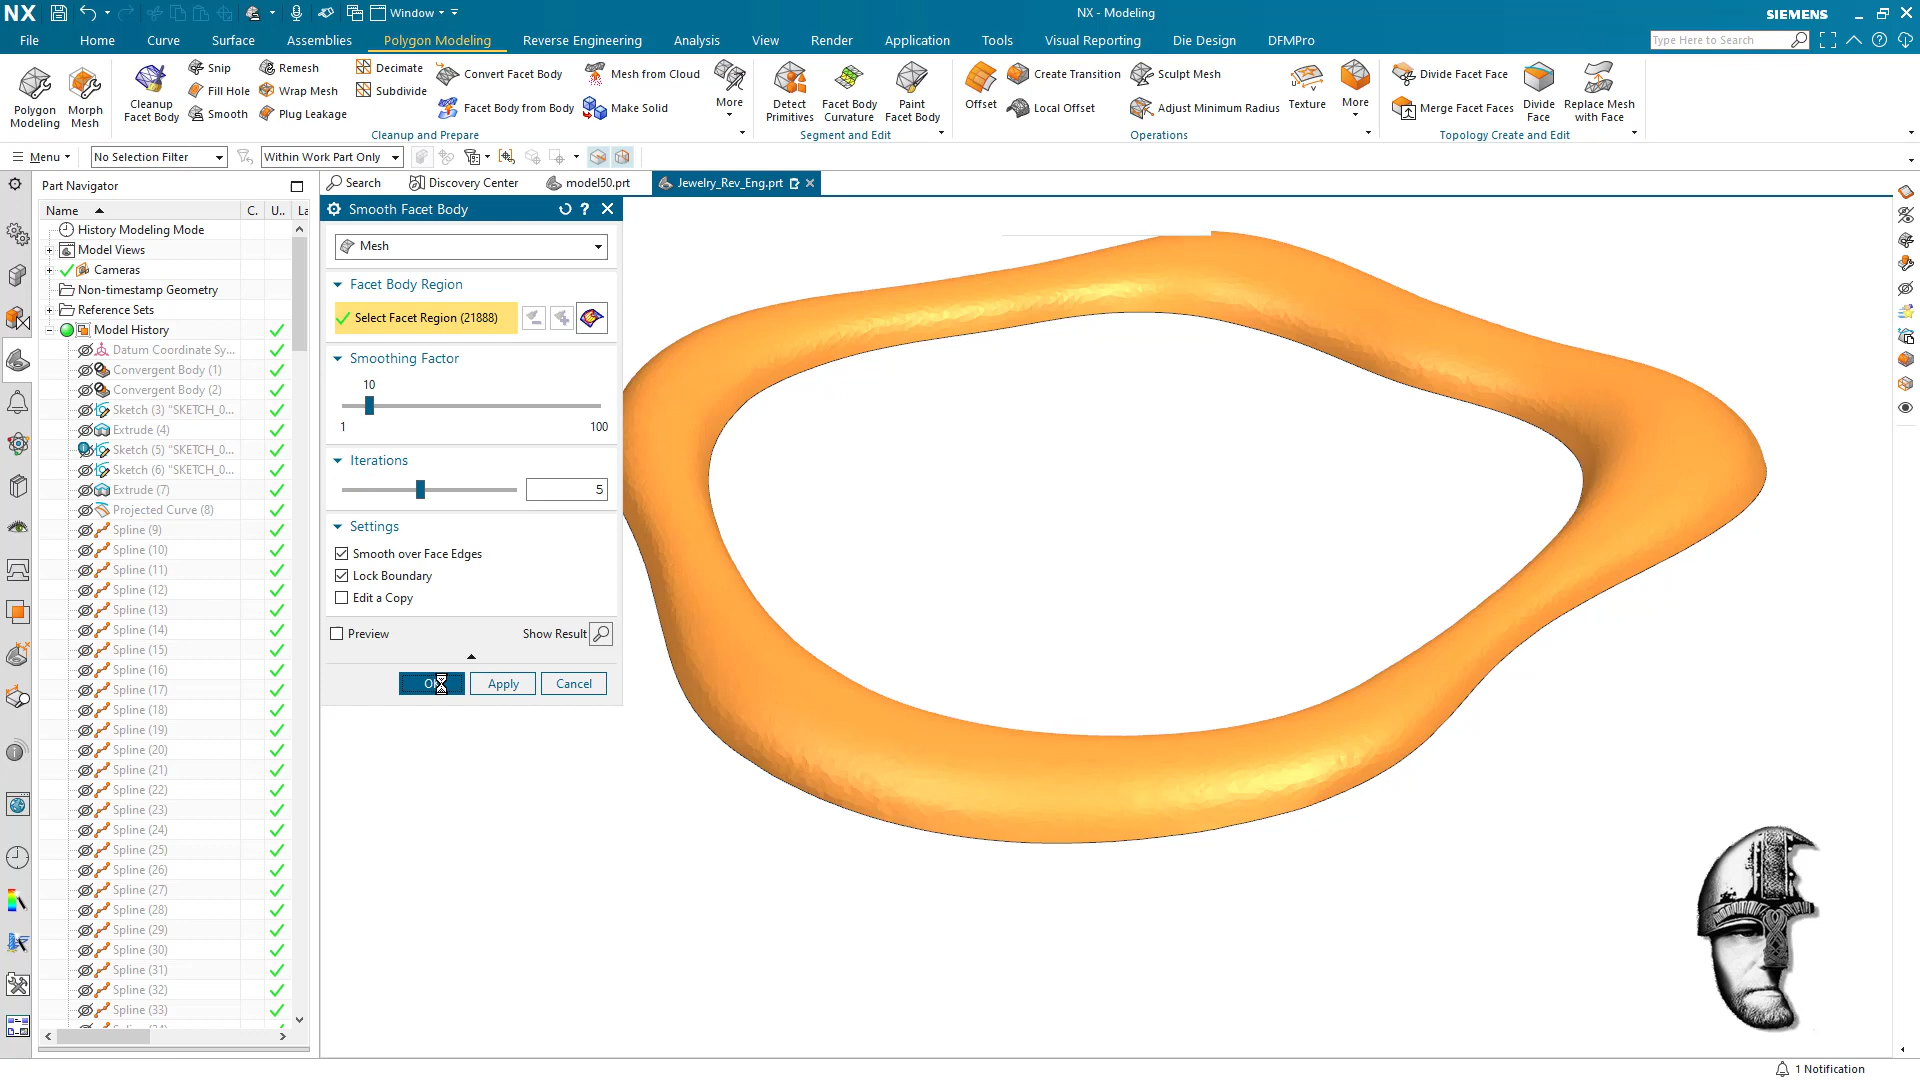 NX
Window
NX - Modeling
SIEMENS
File
Home
Curve
Surface
Assemblies
Polygon Modeling
Reverse Engineering
Analysis
View
Render
Application
Tools
Visual Reporting
Die Design
DFMPro
Type Here to Search
Polygon Modeling
Morph Mesh
Cleanup Facet Body
Snip
Fill Hole
Smooth
Remesh
Wrap Mesh
Plug Leakage
Decimate
Subdivide
Convert Facet Body
Facet Body from Body
Mesh from Cloud
Make Solid
More
Cleanup and Prepare
Detect Primitives
Facet Body Curvature
Paint Facet Body
Segment and Edit
Offset
Create Transition
Local Offset
Sculpt Mesh
Adjust Minimum Radius
Texture
More
Operations
Divide Facet Face
Merge Facet Faces
Divide Face
Replace Mesh with Face
Topology Create and Edit
Menu
No Selection Filter
Within Work Part Only
Part Navigator
Search
Discovery Center
model50.prt
Jewelry_Rev_Eng.prt
Name
C.
U..
La
History Modeling Mode
Model Views
Cameras
Non-timestamp Geometry
Reference Sets
Model History
Datum Coordinate Sy...
Convergent Body (1)
Convergent Body (2)
Sketch (3) "SKETCH_0...
Extrude (4)
Sketch (5) "SKETCH_0...
Sketch (6) "SKETCH_0...
Extrude (7)
Projected Curve (8)
Spline (9)
Spline (10)
Spline (11)
Spline (12)
Spline (13)
Spline (14)
Spline (15)
Spline (16)
Spline (17)
Spline (18)
Spline (19)
Spline (20)
Spline (21)
Spline (22)
Spline (23)
Spline (24)
Spline (25)
Spline (26)
Spline (27)
Spline (28)
Spline (29)
Spline (30)
Spline (31)
Spline (32)
Spline (33)
Smooth Facet Body
Mesh
Facet Body Region
Select Facet Region (21888)
Smoothing Factor
10
1
100
Iterations
5
Settings
Smooth over Face Edges
Lock Boundary
Edit a Copy
Preview
Show Result
Apply
Cancel
1 Notification